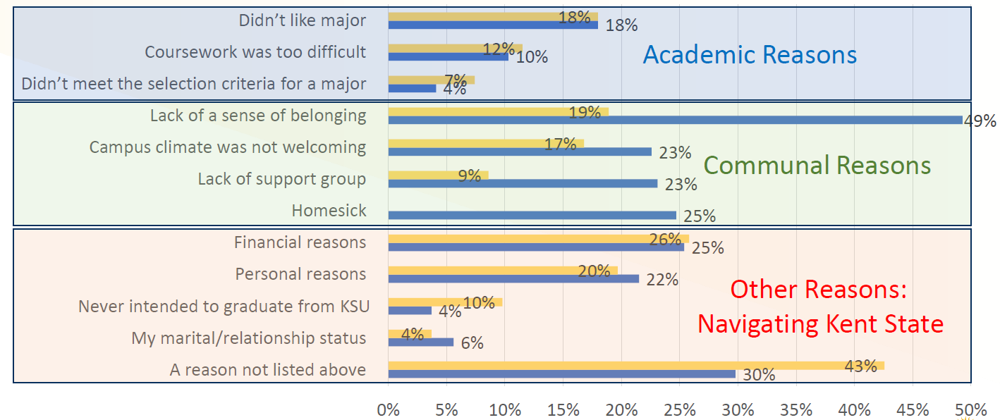 Didn’t like major 18% 18%
Coursework was too difficult 12% 10%
Academic Reasons
Didn’t meet the selection criteria for a major 7% 4%
Lack of a sense of belonging 19% 49%
Campus climate was not welcoming 17% 23%
Communal Reasons
Lack of support group 9% 23%
Homesick 25%
Financial reasons 26% 25%
Personal reasons 20% 22%
Other Reasons:
Never intended to graduate from KSU 4% 10%
Navigating Kent State
My marital/relationship status 4% 6%
A reason not listed above 43% 30%
0% 5% 10% 15% 20% 25% 30% 35% 40% 45% 50%